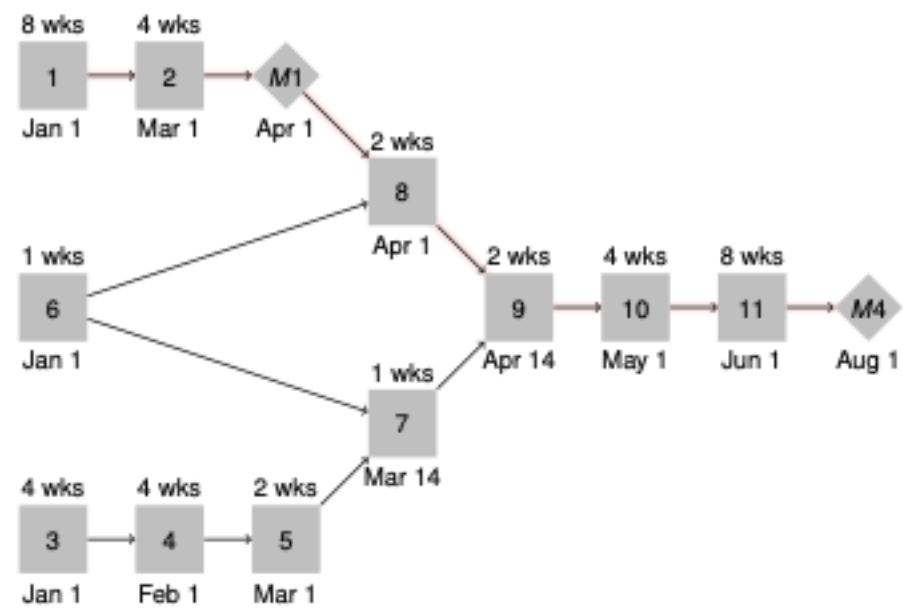 8 wks 4 wks
1 2 M1
Jan 1 Mar 1 Apr 1
2 wks
8
Apr 1
1 wks 2 wks 4 wks 8 wks
6 9 10 11 M4
Jan 1 Apr 14 May 1 Jun 1 Aug 1
1 wks
7
Mar 14
4 wks 4 wks 2 wks
3 4 5
Jan 1 Feb 1 Mar 1